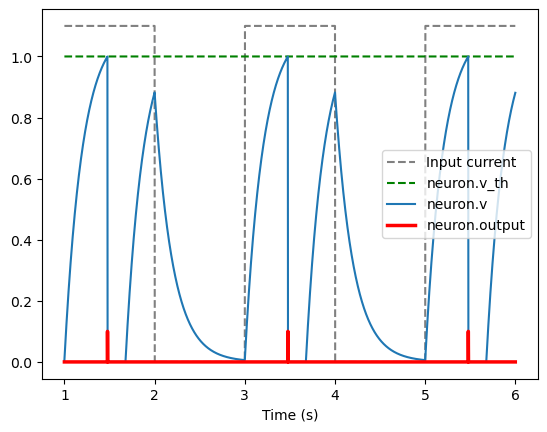 1.0
0.8
0.6
0.4
0.2
0.0
Input current
neuron.v_th
neuron.v
neuron.output
1 2 3 4 5 6
Time (s)